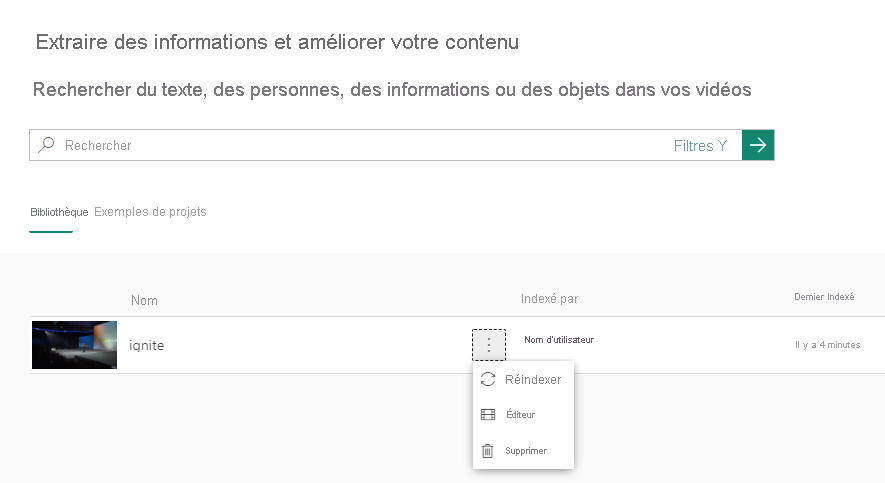 Extraire des informations et améliorer votre contenu
Rechercher du texte, des personnes, des informations ou des objets dans vos vidéos
Rechercher Filtres Y
Bibliothèque Exemples de projets
Nom Indexé par Dernier Indexé
ignite Nom d'utilisateur Il y a 4 minutes
Réindexer
Éditeur
Supprimer